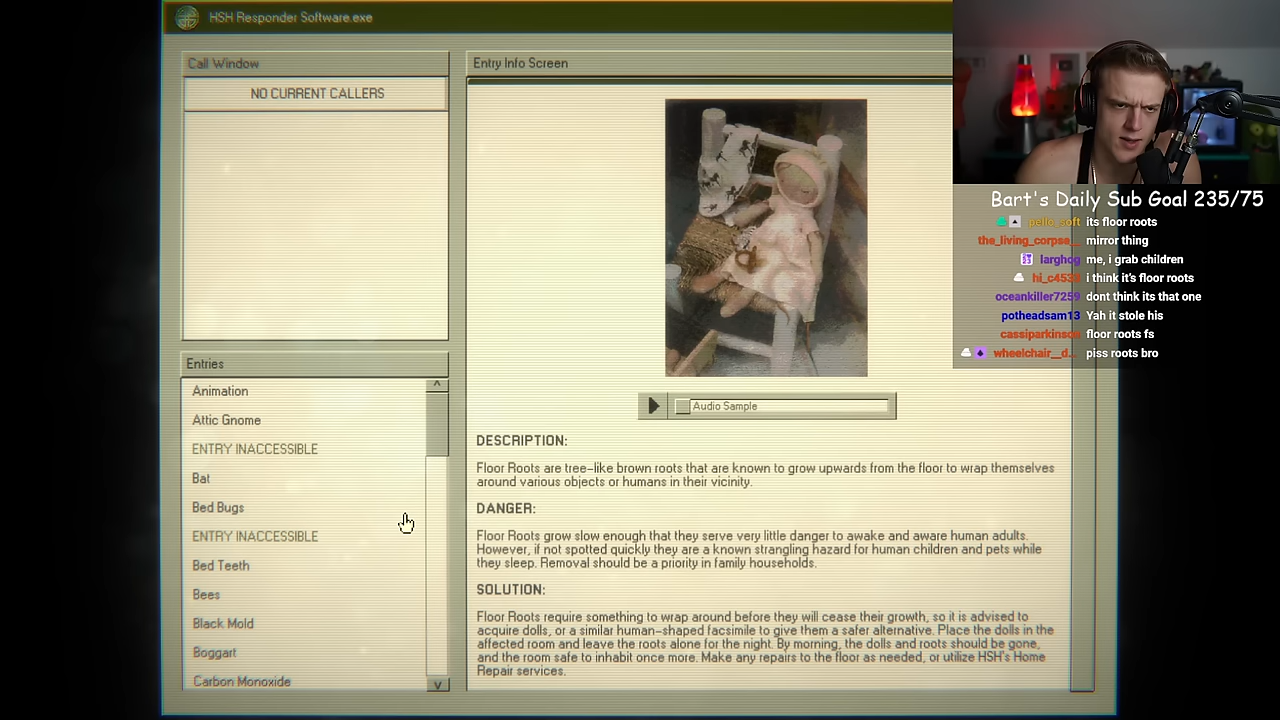 HSH Responder Software.exe
Call Window
NO CURRENT CALLERS
Entries
Animation
Attic Gnome
ENTRY INACCESSIBLE
Bat
Bed Bugs
ENTRY INACCESSIBLE
Bed Teeth
Bees
Black Mold
Boggart
Carbon Monoxide
Entry Info Screen
Audio Sample
DESCRIPTION:
Floor Roots are tree-like brown roots that are known to grow upwards from the floor to wrap themselves
around various objects or humans in their vicinity.
DANGER:
Floor Roots grow slow enough that they serve very little danger to awake and aware human adults.
However, if not spotted quickly they are a known strangling hazard for human children and pets while
they sleep. Removal should be a priority in family households.
SOLUTION:
Floor Roots require something to wrap around before they will cease their growth, so it is advised to
acquire dolls, or a similar human-shaped facsimile to give them a safer alternative. Place the dolls in the
affected room and leave the roots alone for the night. By morning, the dolls and roots should be gone,
and the room safe to inhabit once more. Make any repairs to the floor as needed, or utilize HSH's Home
Repair services.
Bart's Daily Sub Goal 235/75
pello_soft its floor roots
the_living_corpse_.. mirror thing
larghog me, i grab children
i think it's floor roots
oceankiller7259 dont think its that one
potheadsam13 Yah it stole his
cassiparkinson floor roots fs
wheelchair__d... piss roots bro